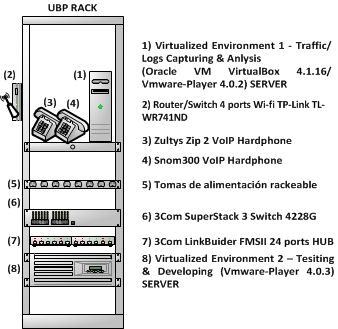 UBP RACK
(2)
(1)
(3)
(4)
(5)
(6)
(7)
(8)
1) Virtualized Environment 1 - Traffic/
Logs Capturing & Anlysis
(Oracle VM VirtualBox 4.1.16/
Vmware-Player 4.0.2) SERVER
2) Router/Switch 4 ports Wi-fi TP-Link TL-
WR741ND
3) Zultys Zip 2 VoIP Hardphone
4) Snom300 VoIP Hardphone
5) Tomas de alimentación rackeable
6) 3Com SuperStack 3 Switch 4228G
7) 3Com LinkBuider FMSII 24 ports HUB
8) Virtualized Environment 2 – Tesiting
& Developing (Vmware-Player 4.0.3)
SERVER